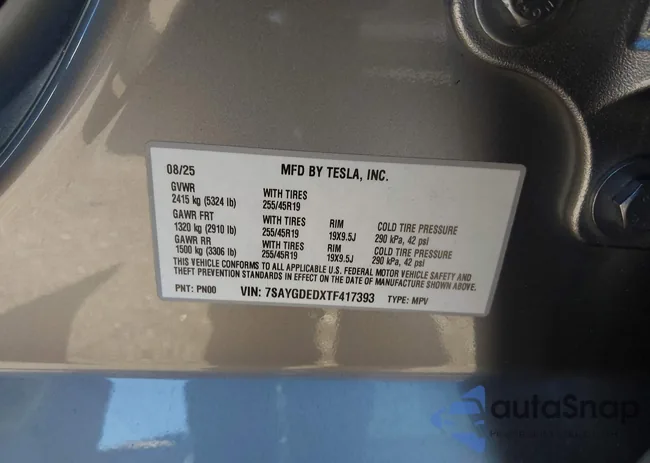 08/25 MFD BY TESLA, INC.
GVWR
2415 kg (5324 lb) WITH TIRES 255/45R19
GAWR FRT
1320 kg (2910 lb) WITH TIRES 255/45R19 RIM 19X9.5J COLD TIRE PRESSURE 290 kPa, 42 psi
GAWR RR
1500 kg (3306 lb) WITH TIRES 255/45R19 RIM 19X9.5J COLD TIRE PRESSURE 290 kPa, 42 psi
THIS VEHICLE CONFORMS TO ALL APPLICABLE U.S. FEDERAL MOTOR VEHICLE SAFETY AND
THEFT PREVENTION STANDARDS IN EFFECT ON THE DATE OF MANUFACTURE SHOWN ABOVE.
PNT: PN00 VIN: 7SAYGDEDXTF417393 TYPE: MPV
autaSnap